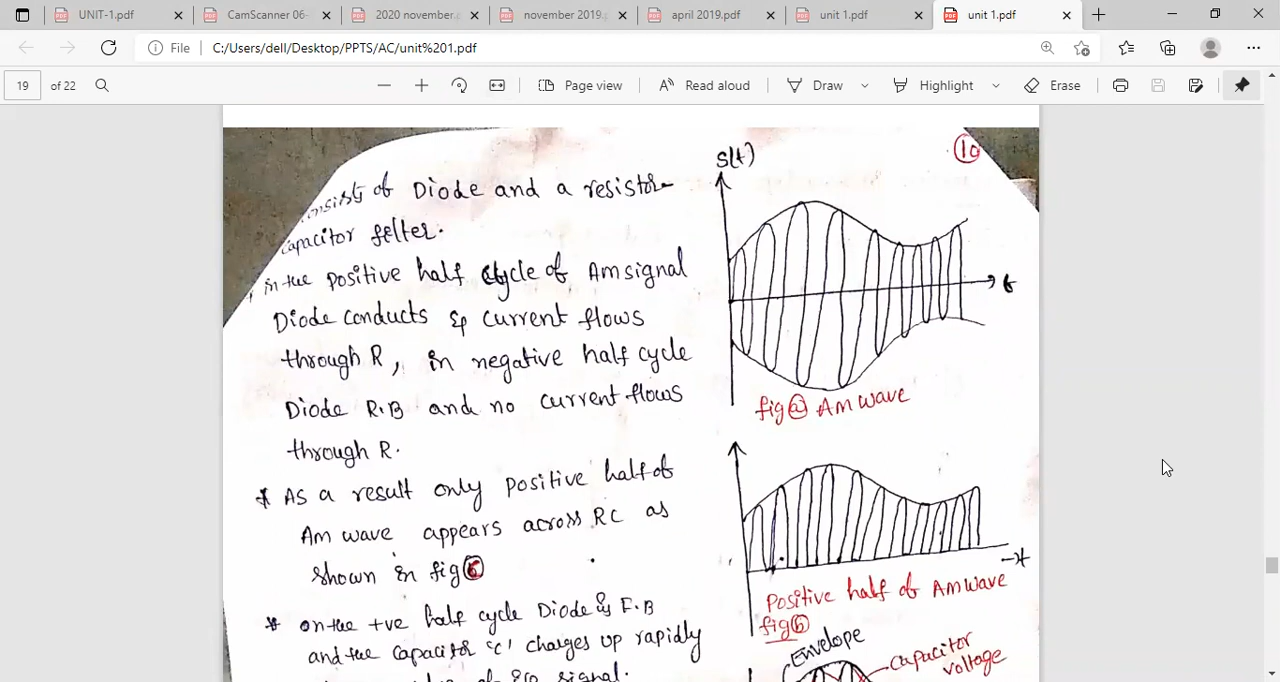 UNIT-1.pdf
CamScanner 06-
2020 november.
november 2019.
april 2019.pdf
unit 1.pdf
unit 1.pdf
File
C:/Users/dell/Desktop/PPTS/AC/unit%201.pdf
19 of 22
Page view
Read aloud
Draw
Highlight
Erase
10
of Diode and a resistor-
capacitor felter.
in the positive half cycle of Am signal
Diode conducts & current flows
through R, in negative half cycle
Diode R.B and no current flows
through R.
* As a result only positive half of
Am wave appears across RC as
shown in fig b
* on the +ve half cycle Diode is F.B
and the capacitor 'c' charges up rapidly
signal.
S(t)
t
fig a Am wave
t
Positive half of Am wave
fig b
Envelope
capacitor
voltage